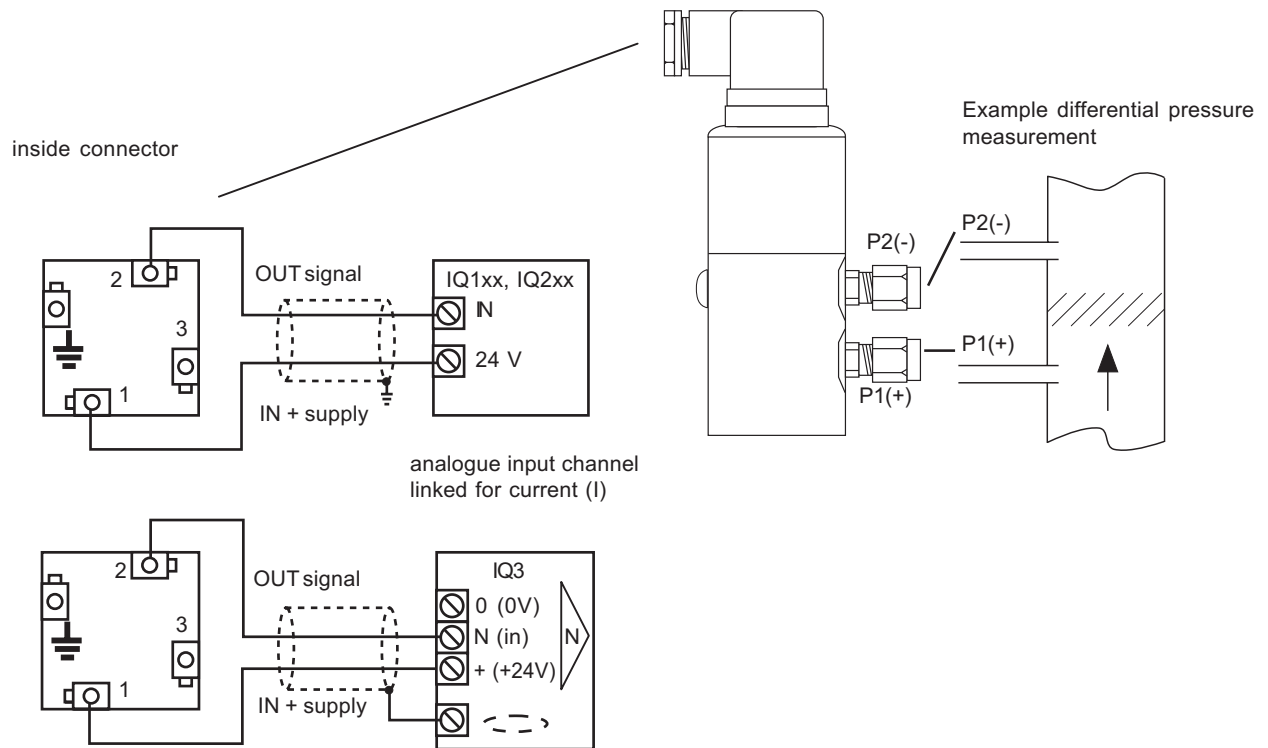 inside connector
Example differential pressure
measurement
P2(-)
P2(-)
P1(+)
P1(+)
2
3
1
OUT signal
IN + supply
IQ1xx, IQ2xx
IN
24 V
analogue input channel
linked for current (I)
2
3
1
OUT signal
IN + supply
IQ3
0 (0V)
N (in)
+ (+24V)
N